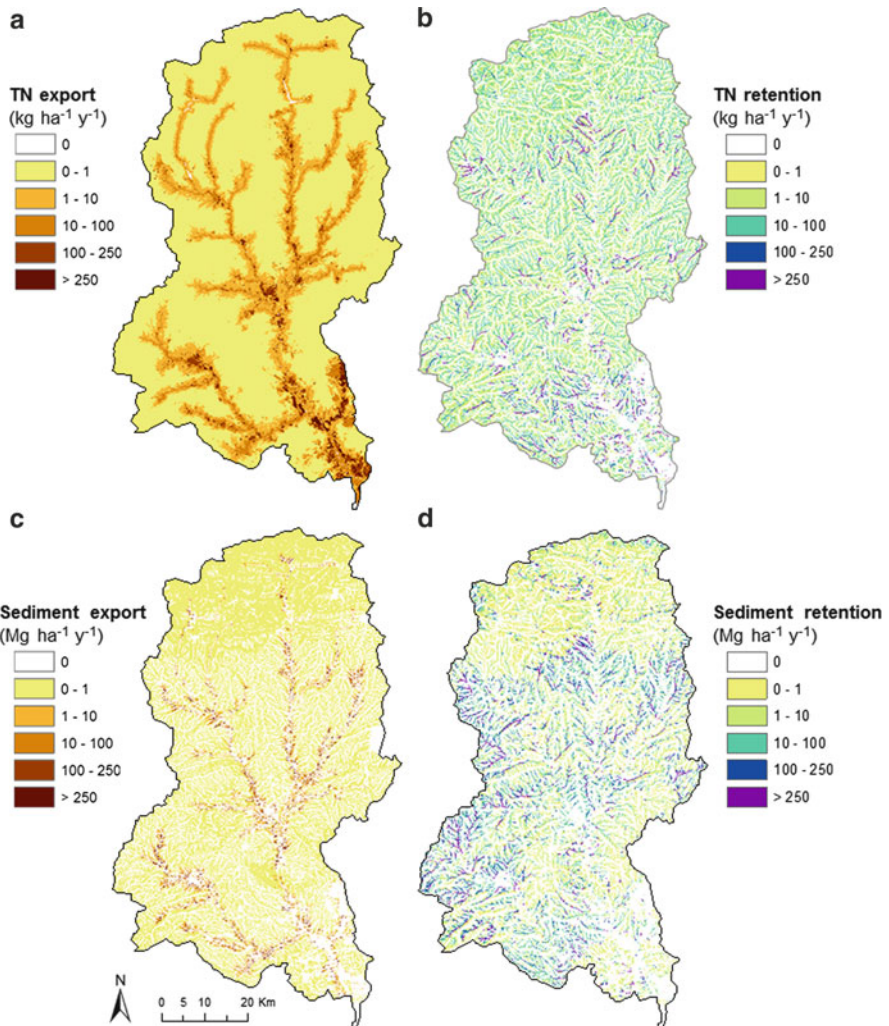 a
TN export
(kg ha⁻¹ y⁻¹)
0
0 - 1
1 - 10
10 - 100
100 - 250
> 250
b
TN retention
(kg ha⁻¹ y⁻¹)
0
0 - 1
1 - 10
10 - 100
100 - 250
> 250
c
Sediment export
(Mg ha⁻¹ y⁻¹)
0
0 - 1
1 - 10
10 - 100
100 - 250
> 250
N
0 5 10 20 Km
d
Sediment retention
(Mg ha⁻¹ y⁻¹)
0
0 - 1
1 - 10
10 - 100
100 - 250
> 250